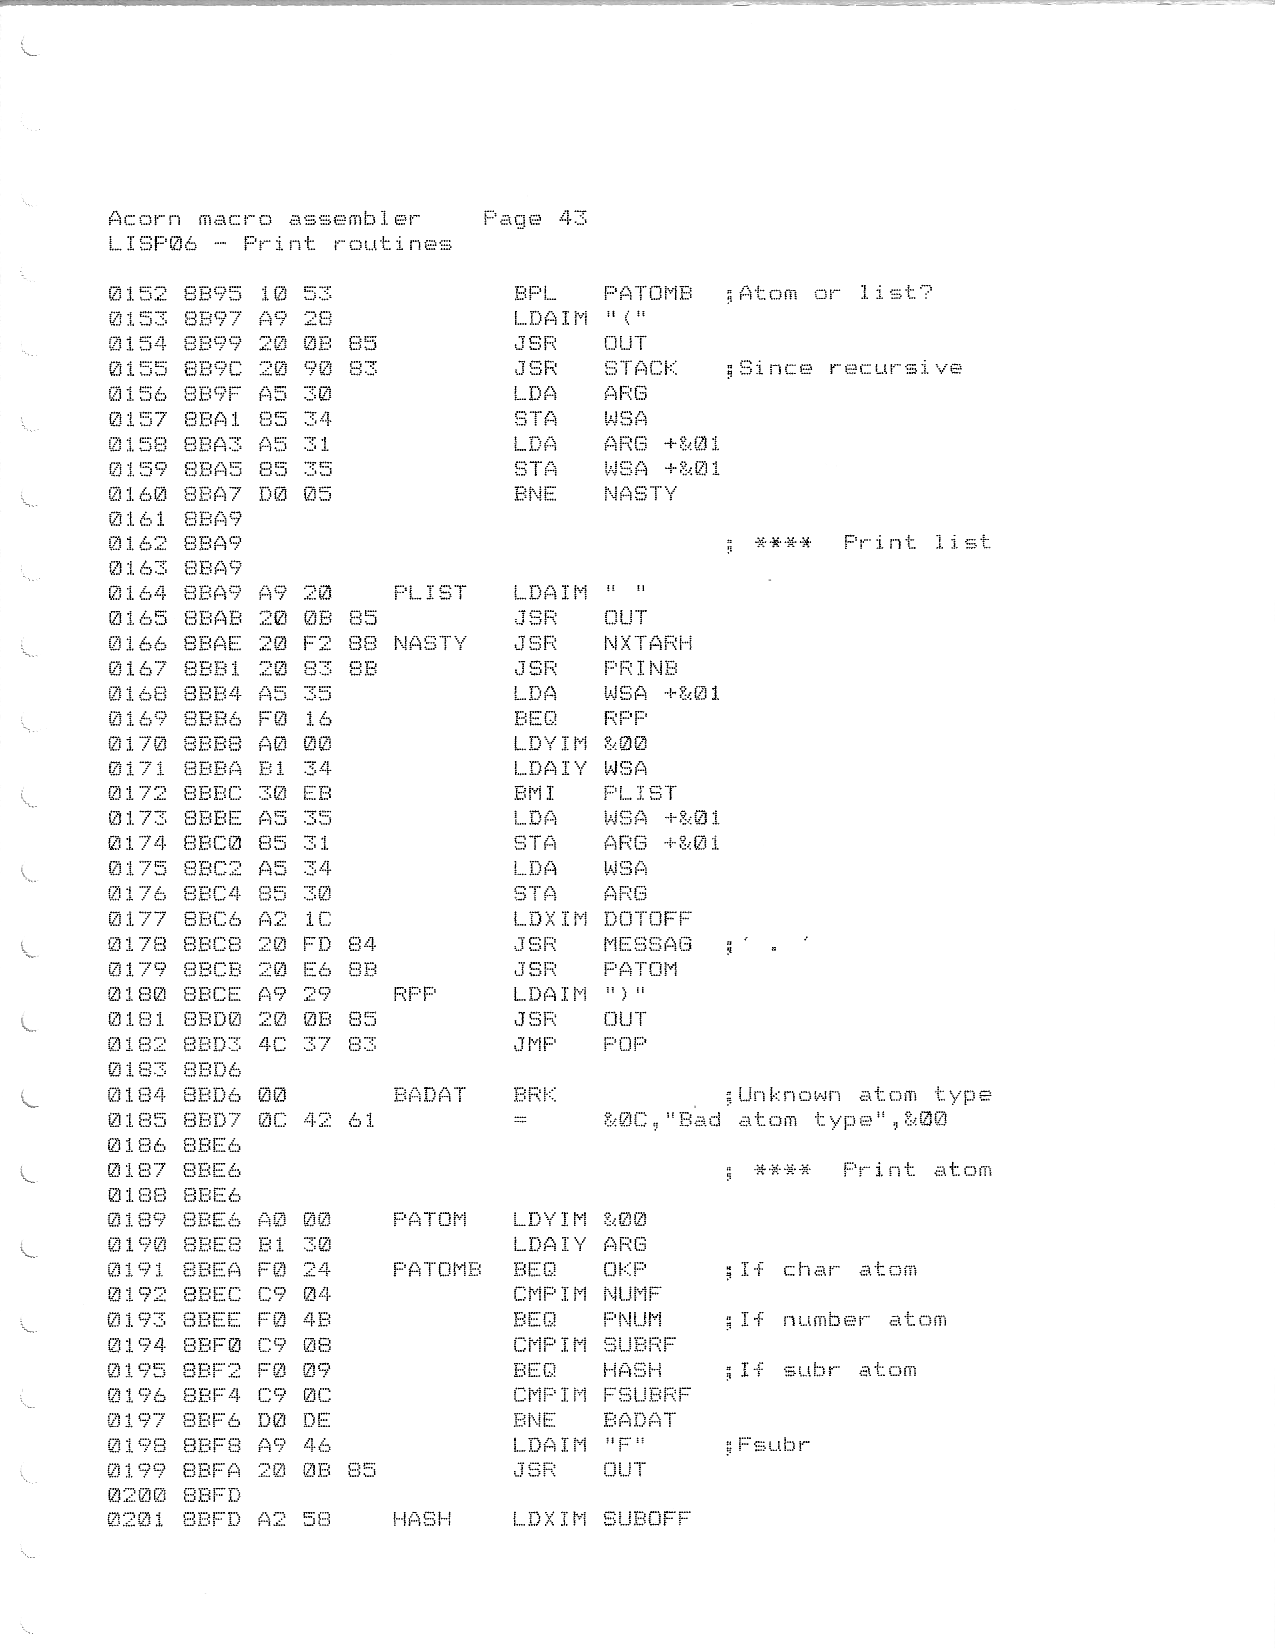 Acorn macro assembler    Page 43
LISP06 - Print routines
0152 8B95 10 53            BPL   PATOMB  ;Atom or list?
0153 8B97 A9 28            LDAIM "("
0154 8B99 20 0B 85         JSR   OUT
0155 8B9C 20 90 83         JSR   STACK   ;Since recursive
0156 8B9F A5 30            LDA   ARG
0157 8BA1 85 34            STA   WSA
0158 8BA3 A5 31            LDA   ARG +&01
0159 8BA5 85 35            STA   WSA +&01
0160 8BA7 D0 05            BNE   NASTY
0161 8BA9
0162 8BA9                                ; ****  Print list
0163 8BA9
0164 8BA9 A9 20    PLIST   LDAIM " "
0165 8BAB 20 0B 85         JSR   OUT
0166 8BAE 20 F2 88 NASTY   JSR   NXTARH
0167 8BB1 20 83 8B         JSR   PRINB
0168 8BB4 A5 35            LDA   WSA +&01
0169 8BB6 F0 16            BEQ   RPP
0170 8BB8 A0 00            LDYIM &00
0171 8BBA B1 34            LDAIY WSA
0172 8BBC 30 EB            BMI   PLIST
0173 8BBE A5 35            LDA   WSA +&01
0174 8BC0 85 31            STA   ARG +&01
0175 8BC2 A5 34            LDA   WSA
0176 8BC4 85 30            STA   ARG
0177 8BC6 A2 1C            LDXIM DOTOFF
0178 8BC8 20 FD 84         JSR   MESSAG  ;' . '
0179 8BCB 20 E6 8B         JSR   PATOM
0180 8BCE A9 29    RPP     LDAIM ")"
0181 8BD0 20 0B 85         JSR   OUT
0182 8BD3 4C 37 83         JMP   POP
0183 8BD6
0184 8BD6 00       BADAT   BRK           ;Unknown atom type
0185 8BD7 0C 42 61         =     &0C,"Bad atom type",&00
0186 8BE6
0187 8BE6                                ; ****  Print atom
0188 8BE6
0189 8BE6 A0 00    PATOM   LDYIM &00
0190 8BE8 B1 30            LDAIY ARG
0191 8BEA F0 24    PATOMB  BEQ   OKP     ;If char atom
0192 8BEC C9 04            CMPIM NUMF
0193 8BEE F0 4B            BEQ   PNUM    ;If number atom
0194 8BF0 C9 08            CMPIM SUBRF
0195 8BF2 F0 09            BEQ   HASH    ;If subr atom
0196 8BF4 C9 0C            CMPIM FSUBRF
0197 8BF6 D0 DE            BNE   BADAT
0198 8BF8 A9 46            LDAIM "F"     ;Fsubr
0199 8BFA 20 0B 85         JSR   OUT
0200 8BFD
0201 8BFD A2 58    HASH    LDXIM SUBOFF